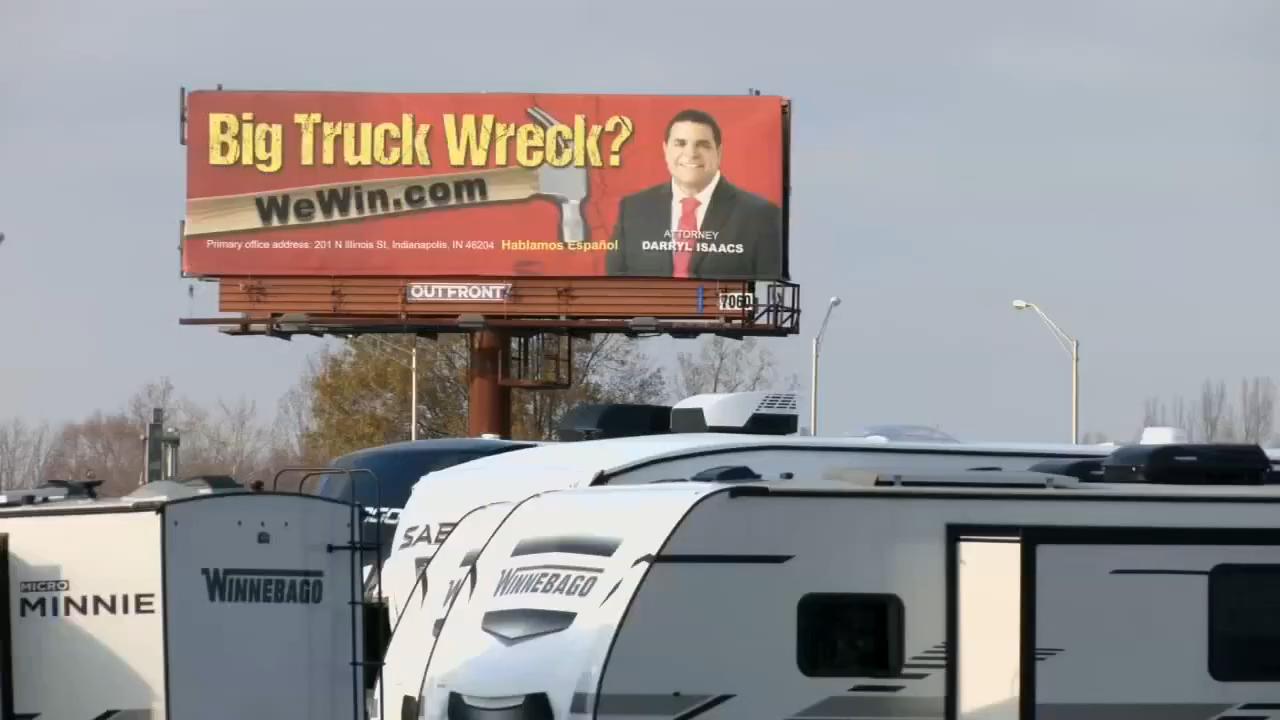 Big Truck Wreck?
WeWin.com
Primary office address: 201 N Illinois St, Indianapolis, IN 46204 Hablamos Español
ATTORNEY
DARRYL ISAACS
OUTFRONT/
7060
MICRO
MINNIE
WINNEBAGO
SAB
WINNEBAGO